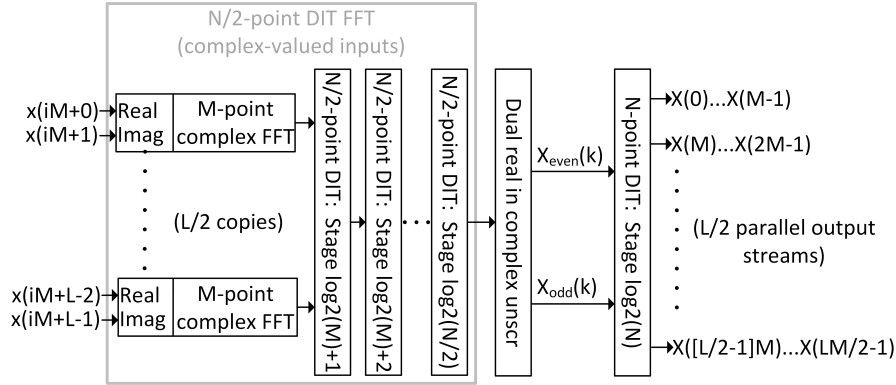 N/2-point DIT FFT
(complex-valued inputs)
x(iM+0)
x(iM+1)
Real
Imag
M-point
complex FFT
(L/2 copies)
x(iM+L-2)
x(iM+L-1)
Real
Imag
M-point
complex FFT
N/2-point DIT: Stage log2(M)+1
N/2-point DIT: Stage log2(M)+2
N/2-point DIT: Stage log2(N/2)
Dual real in complex unscr
Xeven(k)
Xodd(k)
N-point DIT: Stage log2(N)
X(0)...X(M-1)
X(M)...X(2M-1)
(L/2 parallel output
streams)
X([L/2-1]M)...X(LM/2-1)